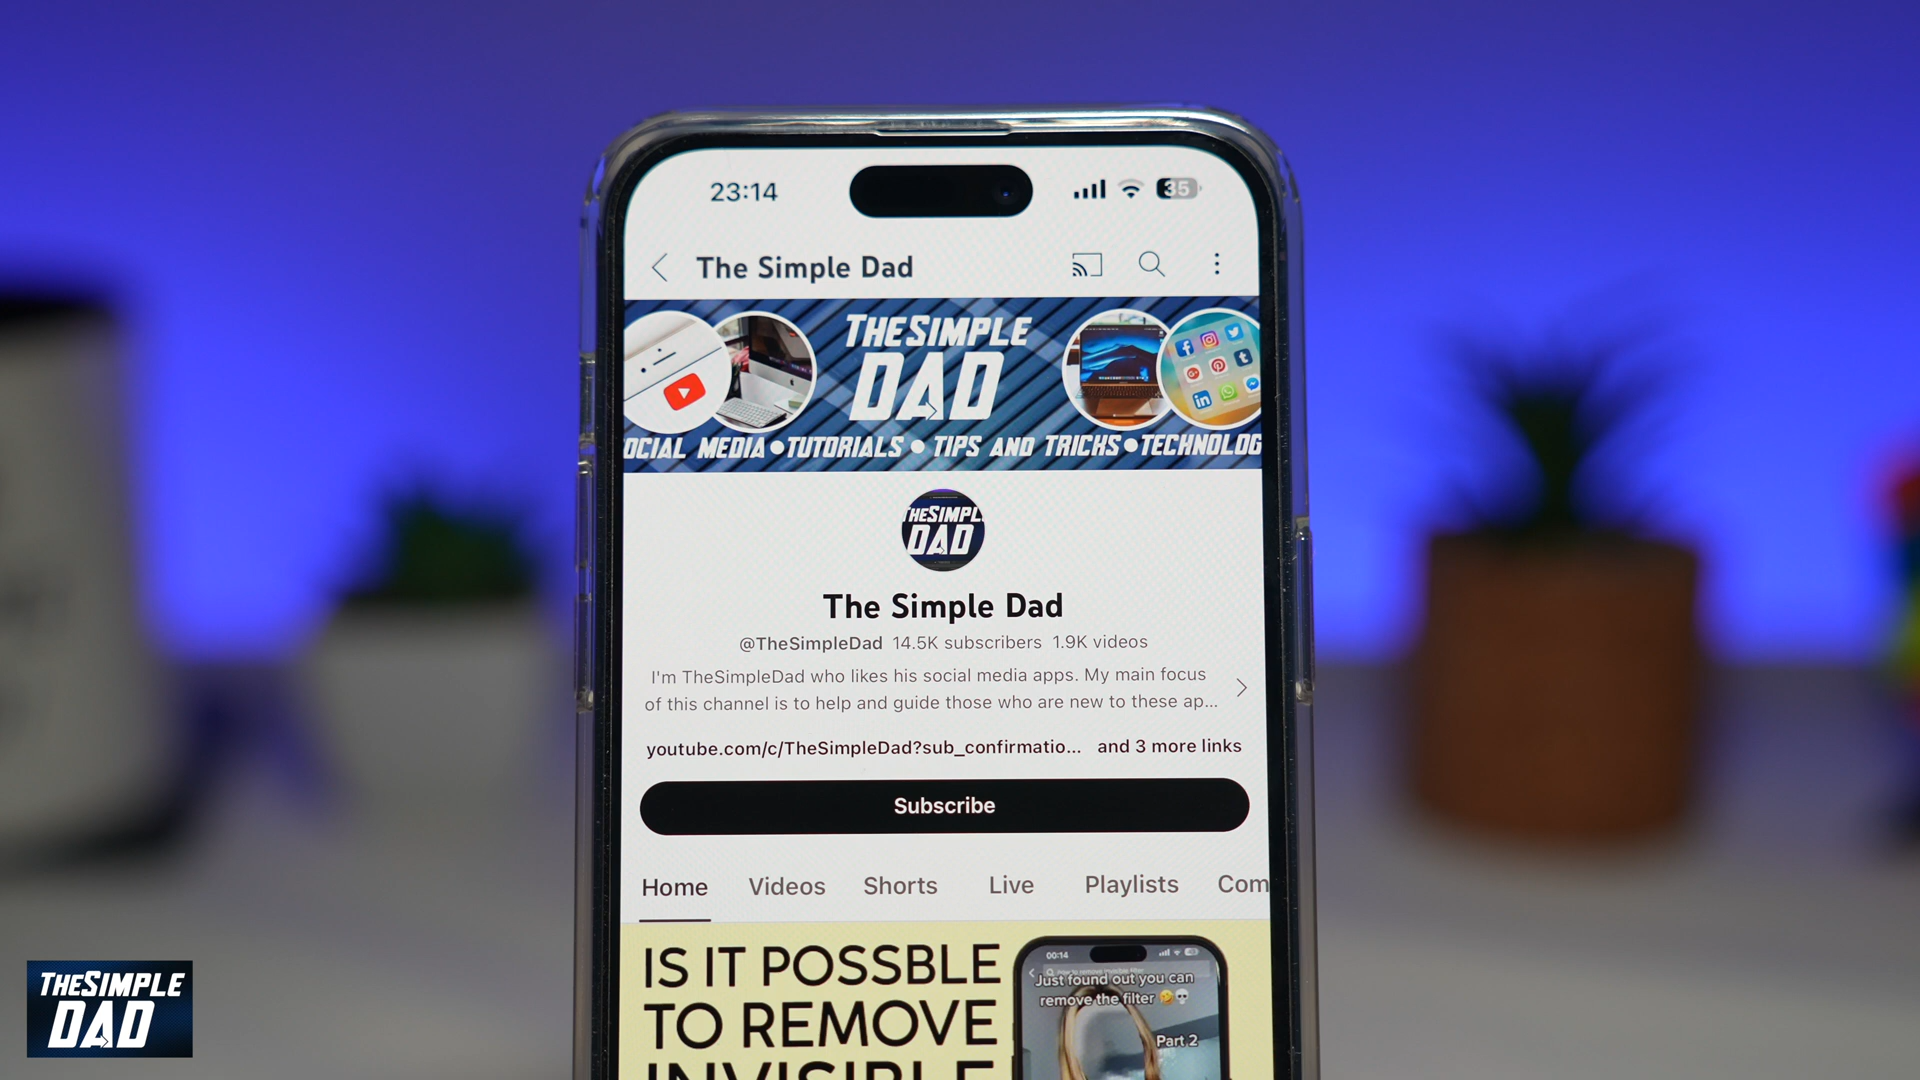 23:14
35
The Simple Dad
THESIMPLE
DAD
OCIAL MEDIA • TUTORIALS • TIPS AND TRICKS • TECHNOLOG
HESIMPL
DAD
The Simple Dad
@TheSimpleDad 14.5K subscribers 1.9K videos
I'm TheSimpleDad who likes his social media apps. My main focus
of this channel is to help and guide those who are new to these ap...
youtube.com/c/TheSimpleDad?sub_confirmatio... and 3 more links
Subscribe
Home Videos Shorts Live Playlists Com
IS IT POSSBLE
TO REMOVE
INVISIBLE
00:14
Just found out you can
remove the filter 🤣💀
Part 2
THESIMPLE
DAD